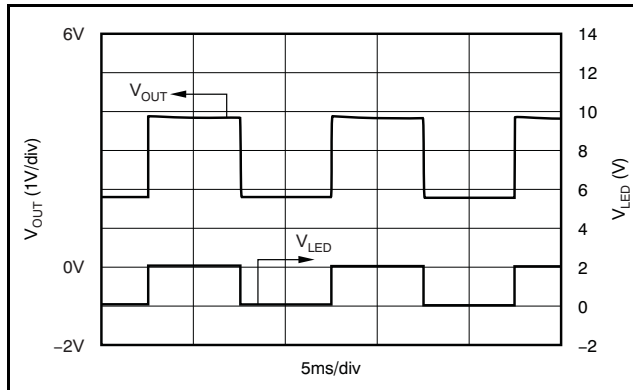 6V
0V
−2V
V_OUT (1V/div)
V_OUT
V_LED
14
12
10
8
6
4
2
0
−2
V_LED (V)
5ms/div